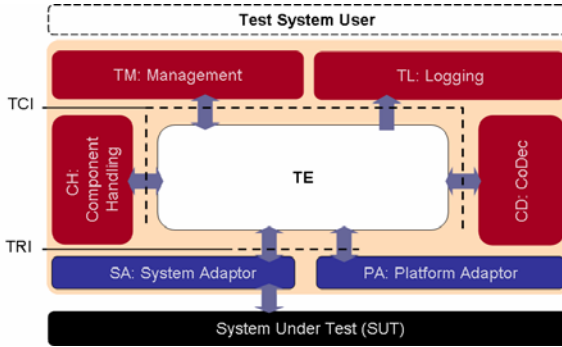 Test System User
TM: Management
TL: Logging
TCI
CH:
Component
Handling
TE
CD: CoDec
TRI
SA: System Adaptor
PA: Platform Adaptor
System Under Test (SUT)